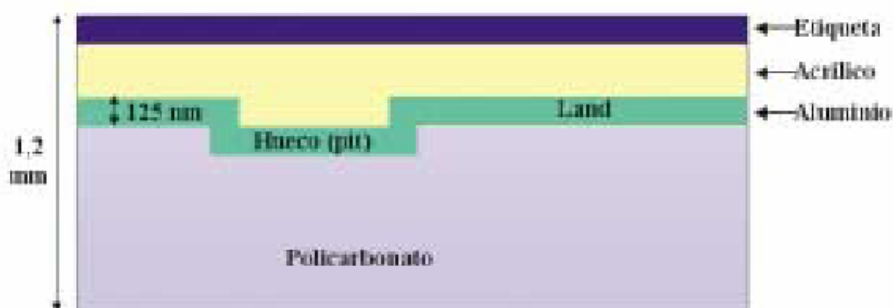 Etiqueta
Acrílico
125 nm
Land
Aluminio
Hueco (pit)
1,2
mm
Policarbonato